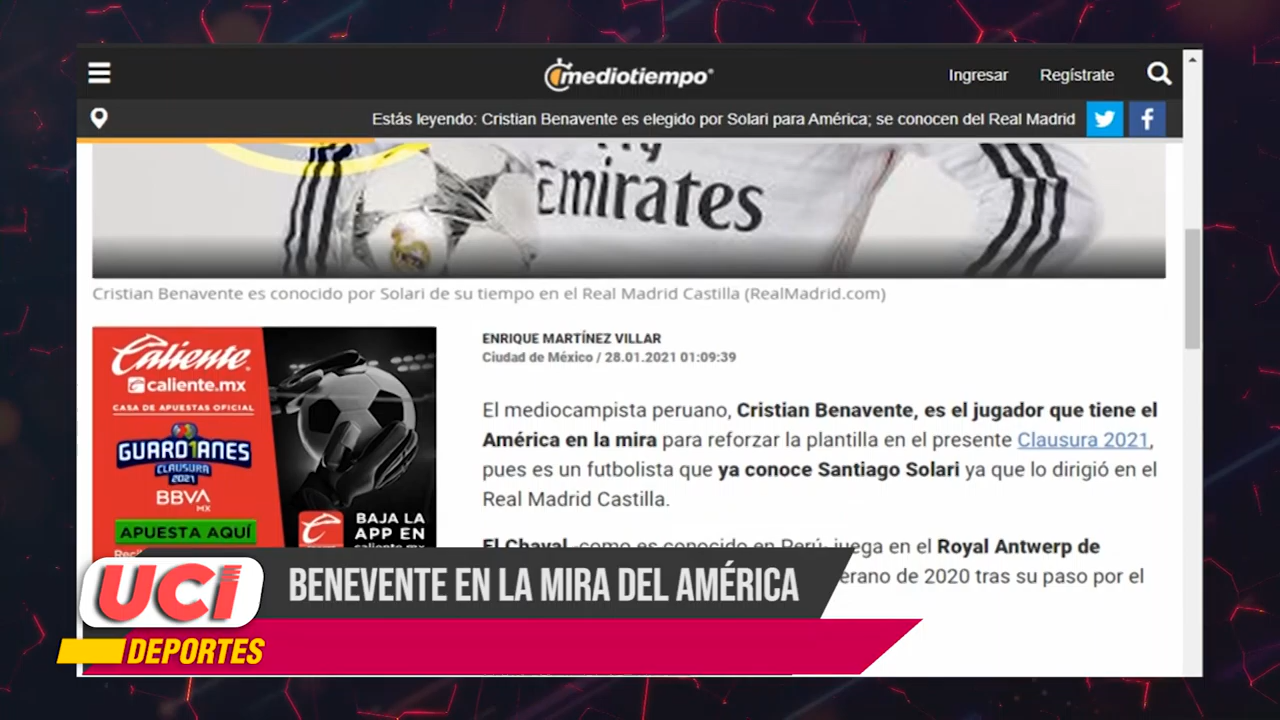 mediotiempo
Ingresar
Regístrate
Estás leyendo: Cristian Benavente es elegido por Solari para América; se conocen del Real Madrid
Fly
Emirates
Cristian Benavente es conocido por Solari de su tiempo en el Real Madrid Castilla (RealMadrid.com)
Caliente
caliente.mx
CASA DE APUESTAS OFICIAL
GUARD1ANES
CLAUSURA
2021
BBVA
MX
APUESTA AQUÍ
BAJA LA
APP EN
ENRIQUE MARTÍNEZ VILLAR
Ciudad de México / 28.01.2021 01:09:39
El mediocampista peruano, Cristian Benavente, es el jugador que tiene el
América en la mira para reforzar la plantilla en el presente Clausura 2021,
pues es un futbolista que ya conoce Santiago Solari ya que lo dirigió en el
Real Madrid Castilla.
El Chaval, como es conocido en Perú, juega en el Royal Antwerp de
erano de 2020 tras su paso por el
UCI
DEPORTES
BENEVENTE EN LA MIRA DEL AMÉRICA